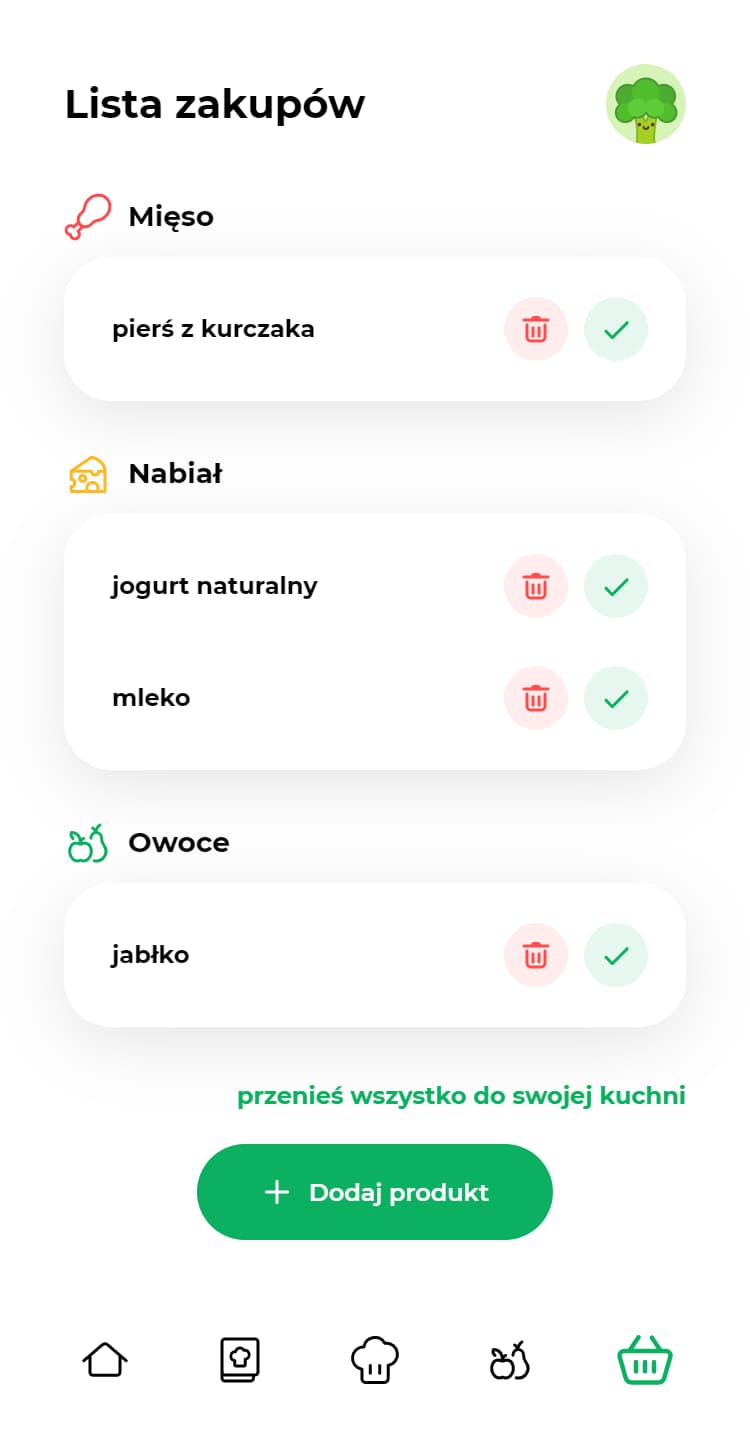 Lista zakupów
Mięso
pierś z kurczaka
Nabiał
jogurt naturalny
mleko
Owoce
jabłko
przenieś wszystko do swojej kuchni
Dodaj produkt